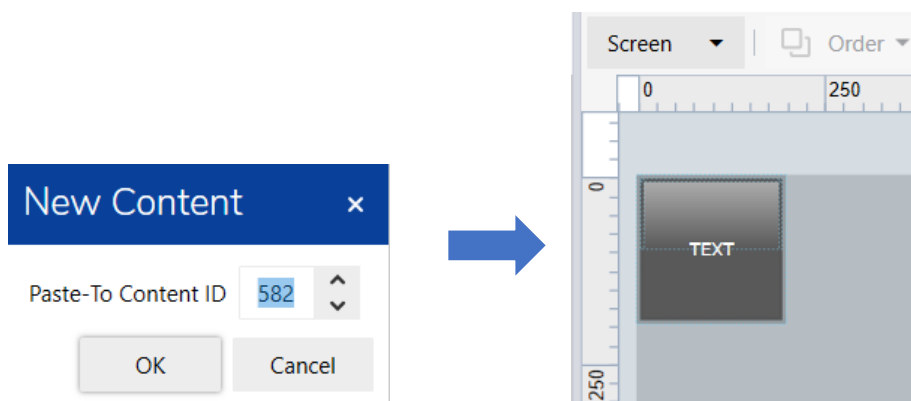 New Content ×
Paste-To Content ID 582
OK Cancel
Screen Order
0 250
0
TEXT
250